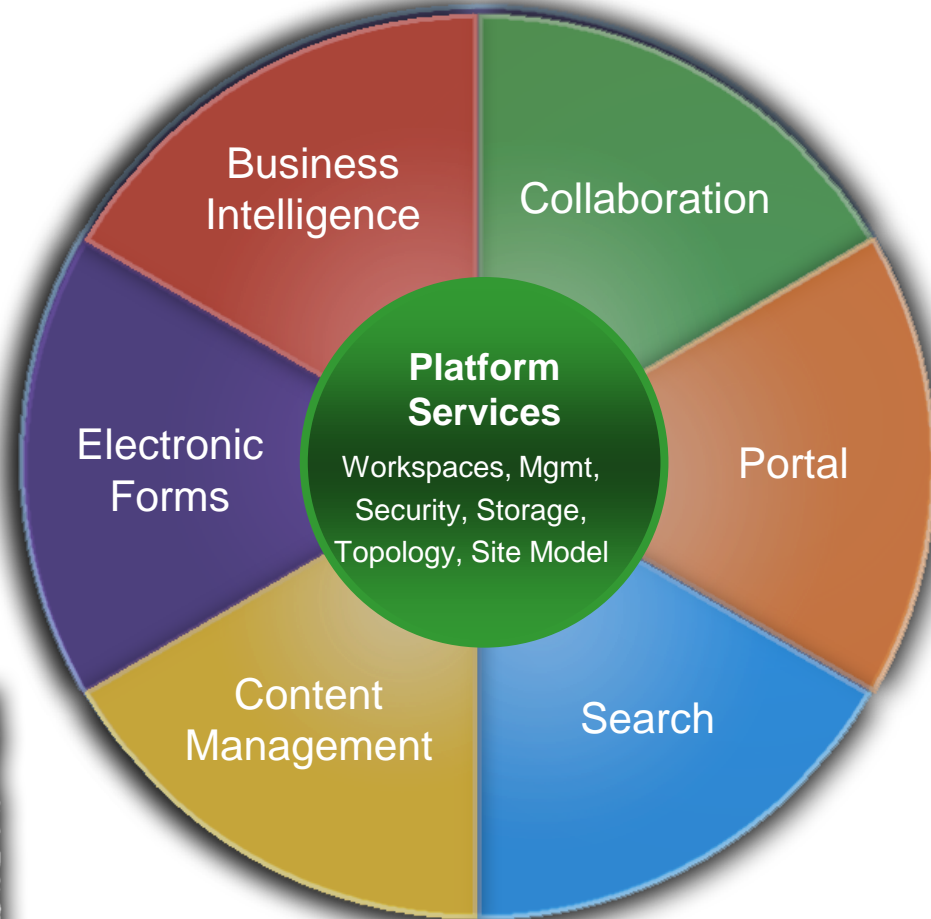 Business
Intelligence
Collaboration
Platform
Services
Workspaces, Mgmt,
Security, Storage,
Topology, Site Model
Electronic
Forms
Portal
Content
Management
Search